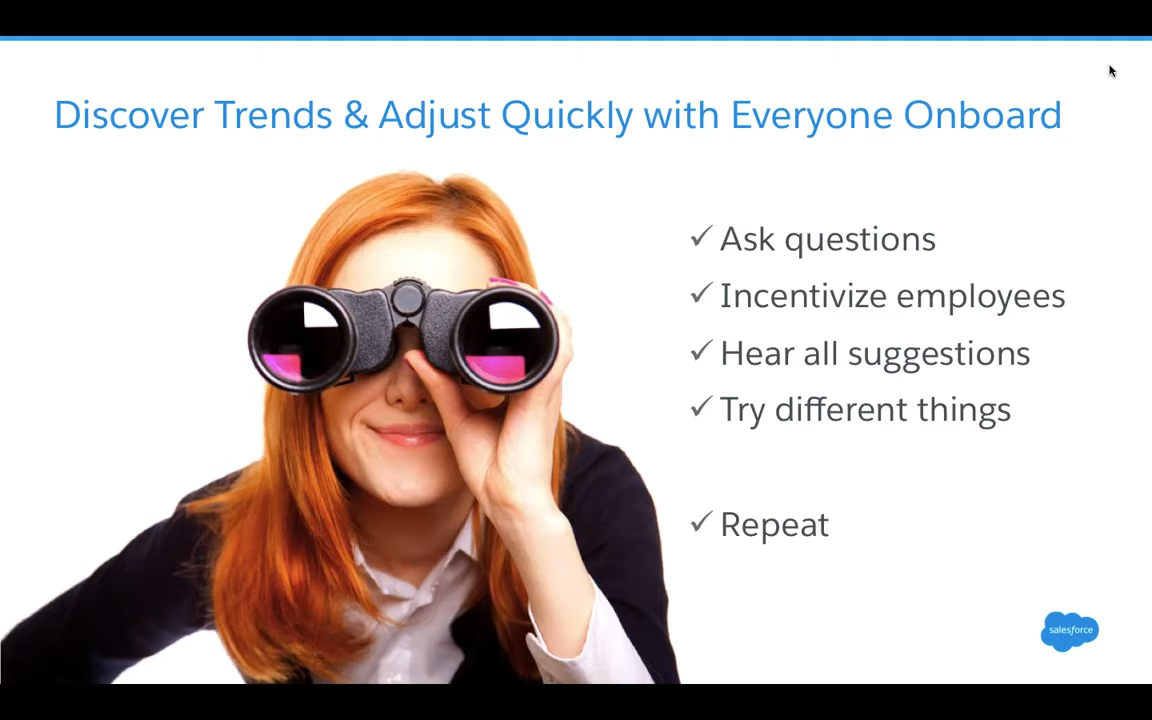 Discover Trends & Adjust Quickly with Everyone Onboard
✓ Ask questions
✓ Incentivize employees
✓ Hear all suggestions
✓ Try different things
✓ Repeat
salesforce